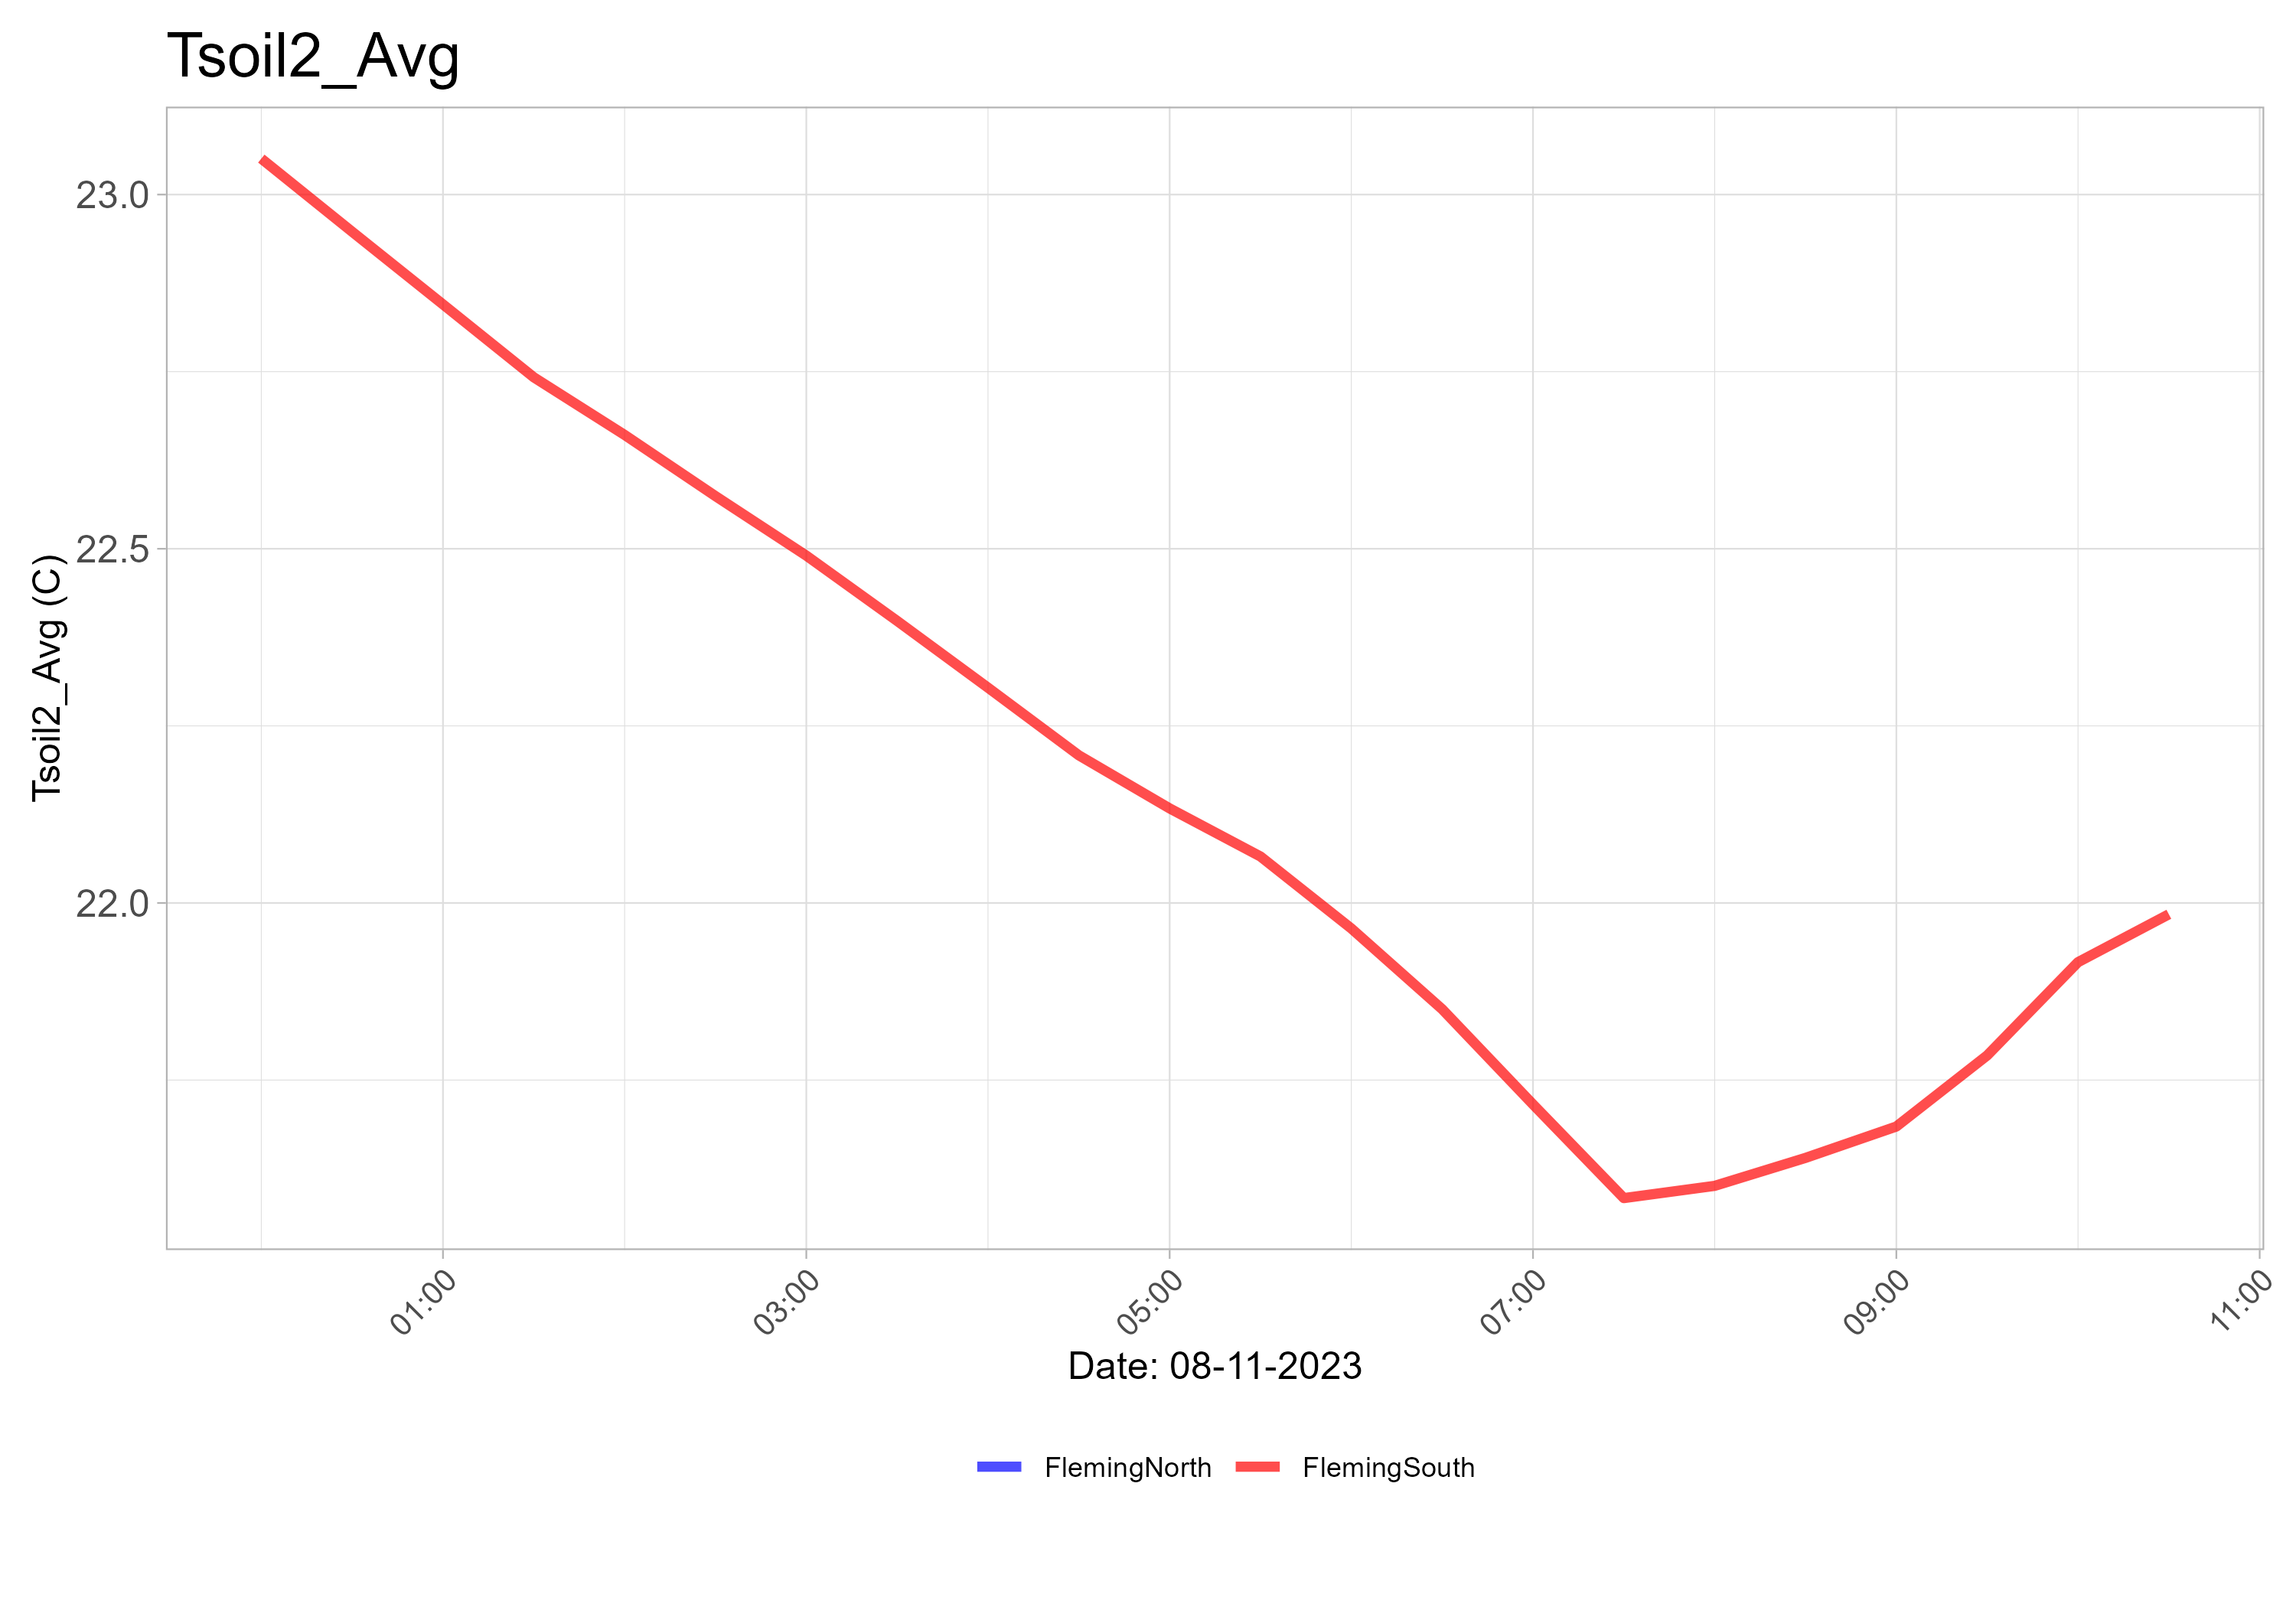 Tsoil2_Avg
Tsoil2_Avg (C)
23.0
22.5
22.0
01:00 03:00 05:00 07:00 09:00 11:00
Date: 08-11-2023
FlemingNorth FlemingSouth